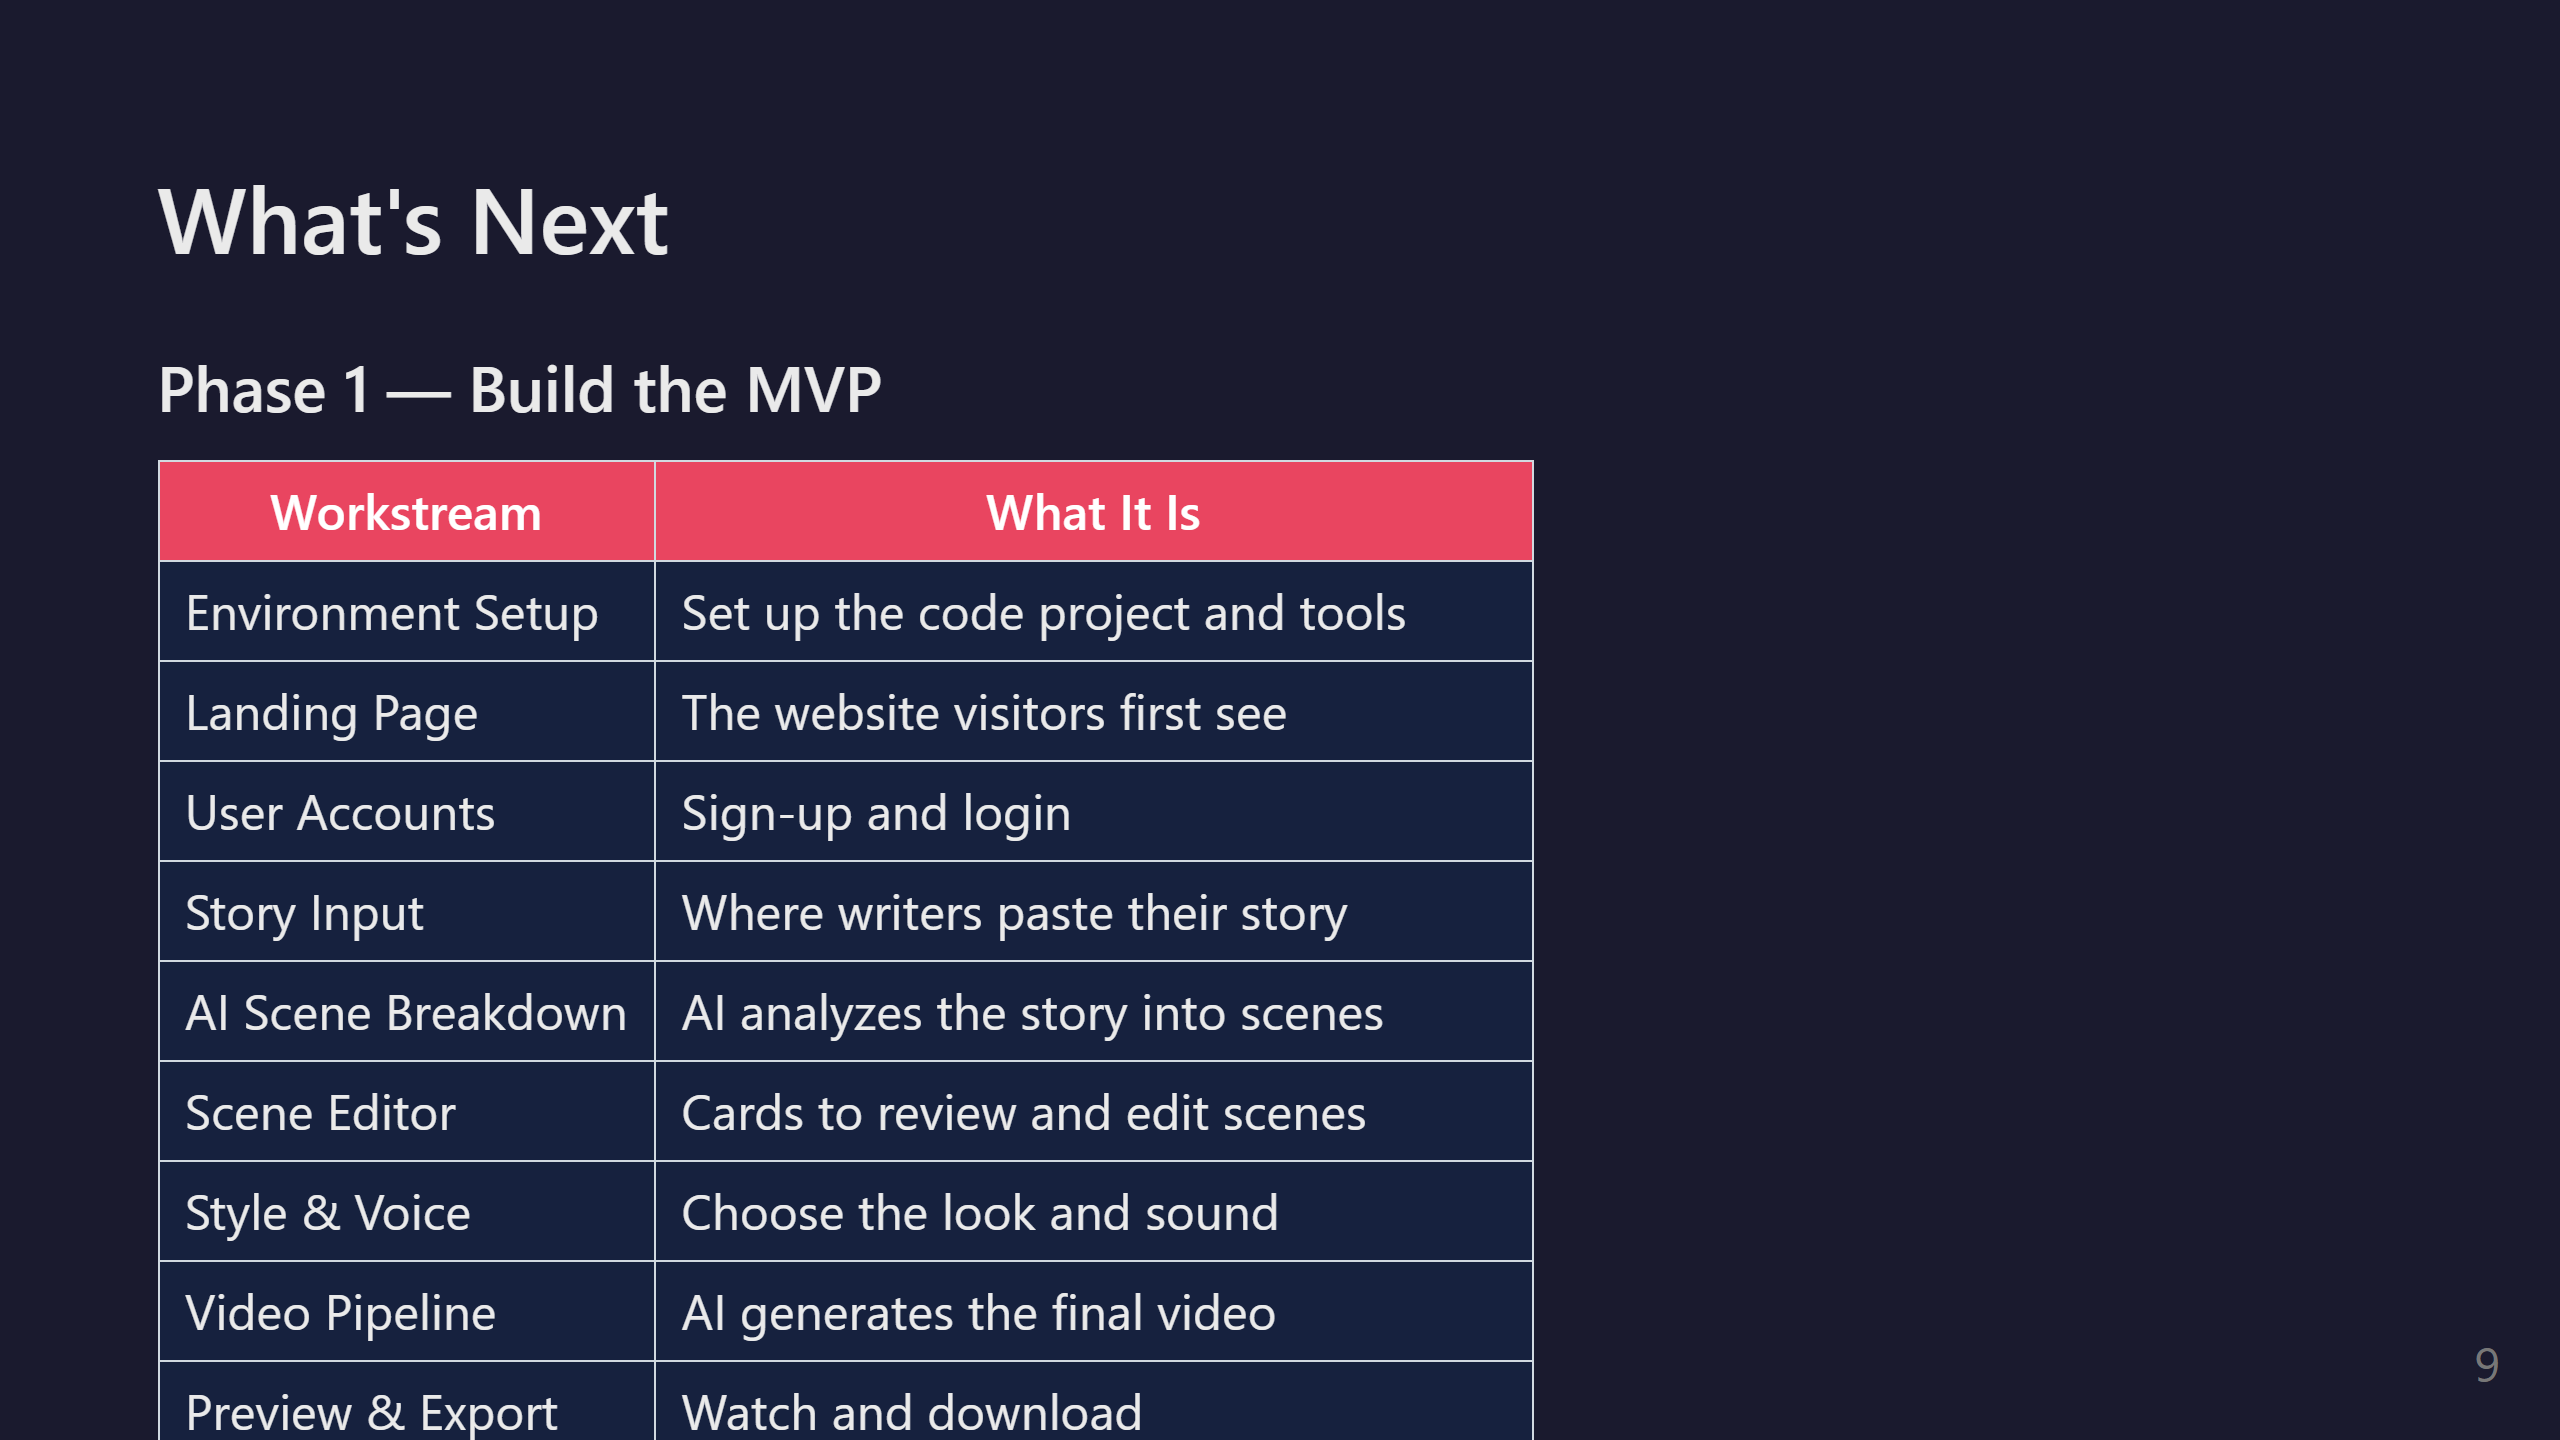 What's Next
Phase 1 — Build the MVP
Workstream What It Is
Environment Setup Set up the code project and tools
Landing Page The website visitors first see
User Accounts Sign-up and login
Story Input Where writers paste their story
AI Scene Breakdown AI analyzes the story into scenes
Scene Editor Cards to review and edit scenes
Style & Voice Choose the look and sound
Video Pipeline AI generates the final video
Preview & Export Watch and download
9